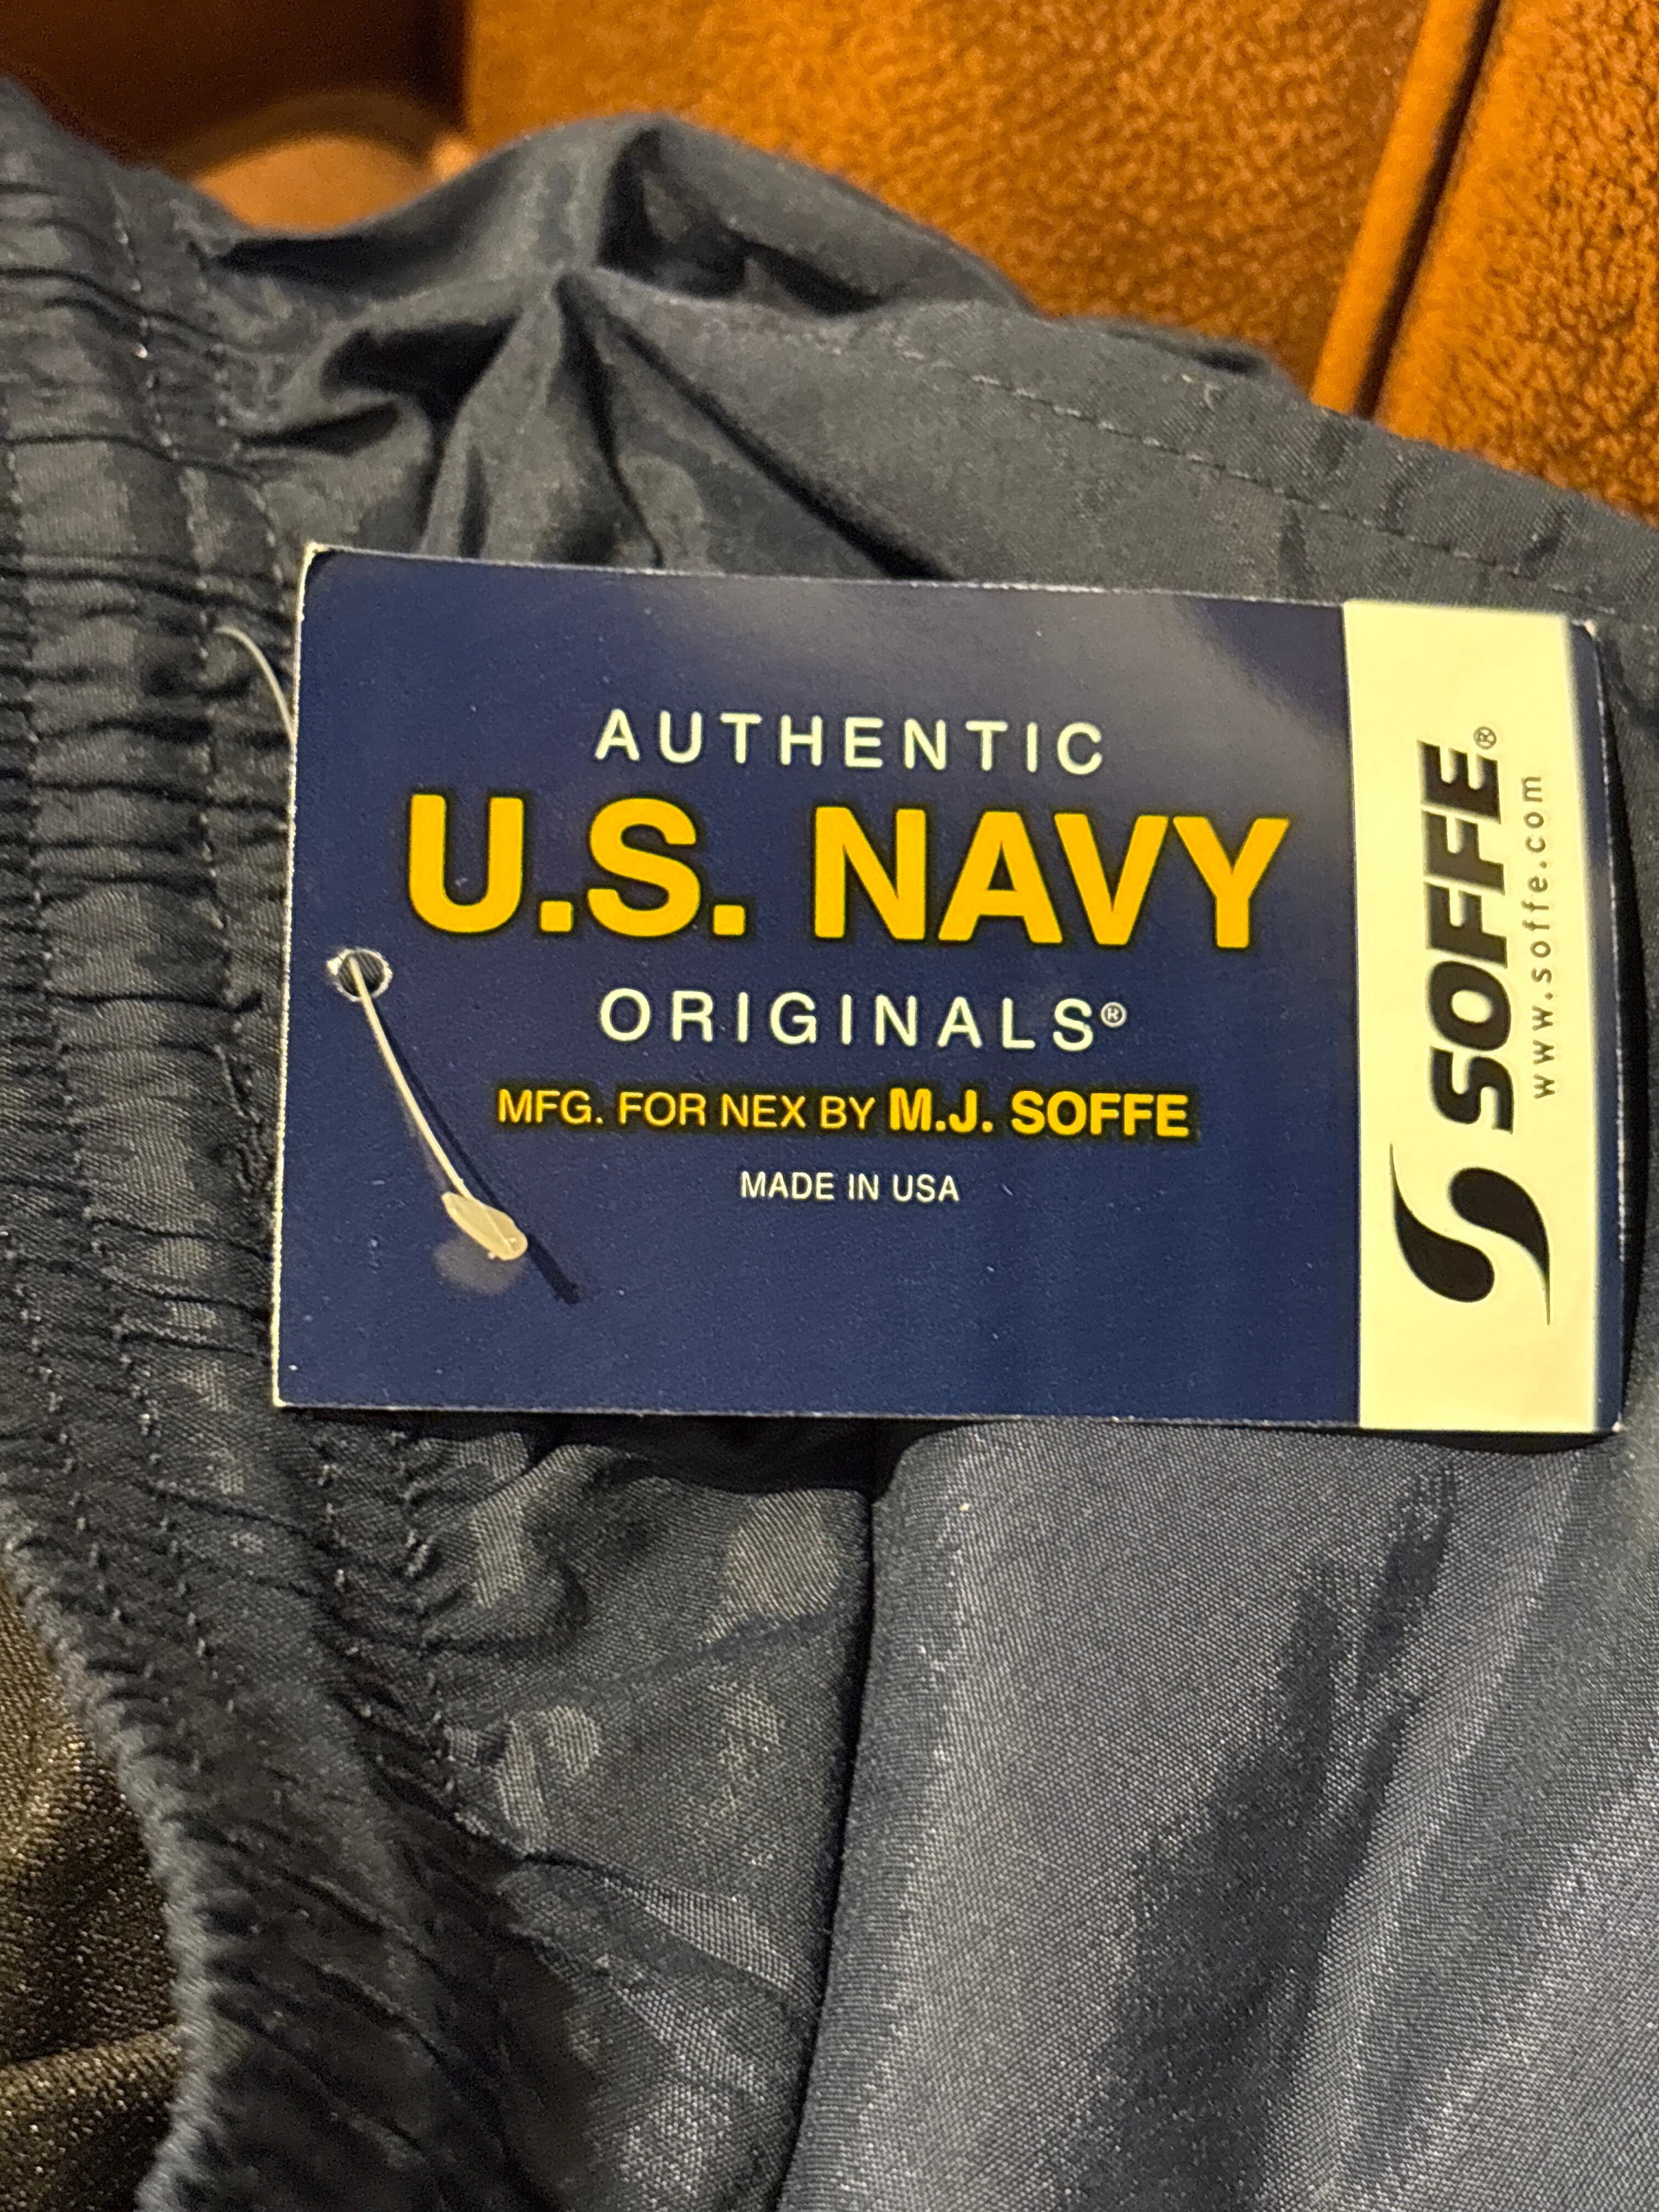 AUTHENTIC
U.S. NAVY
ORIGINALS®
MFG. FOR NEX BY M.J. SOFFE
MADE IN USA
SOFFE®
www.soffe.com